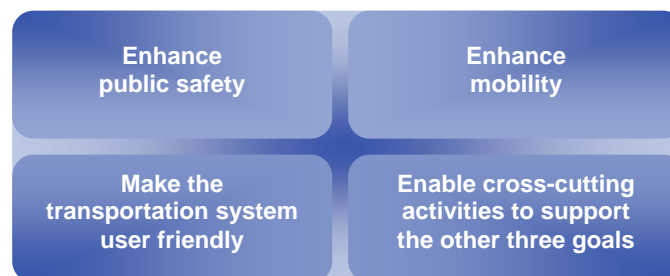 Enhance
public safety
Enhance
mobility
Make the
transportation system
user friendly
Enable cross-cutting
activities to support
the other three goals